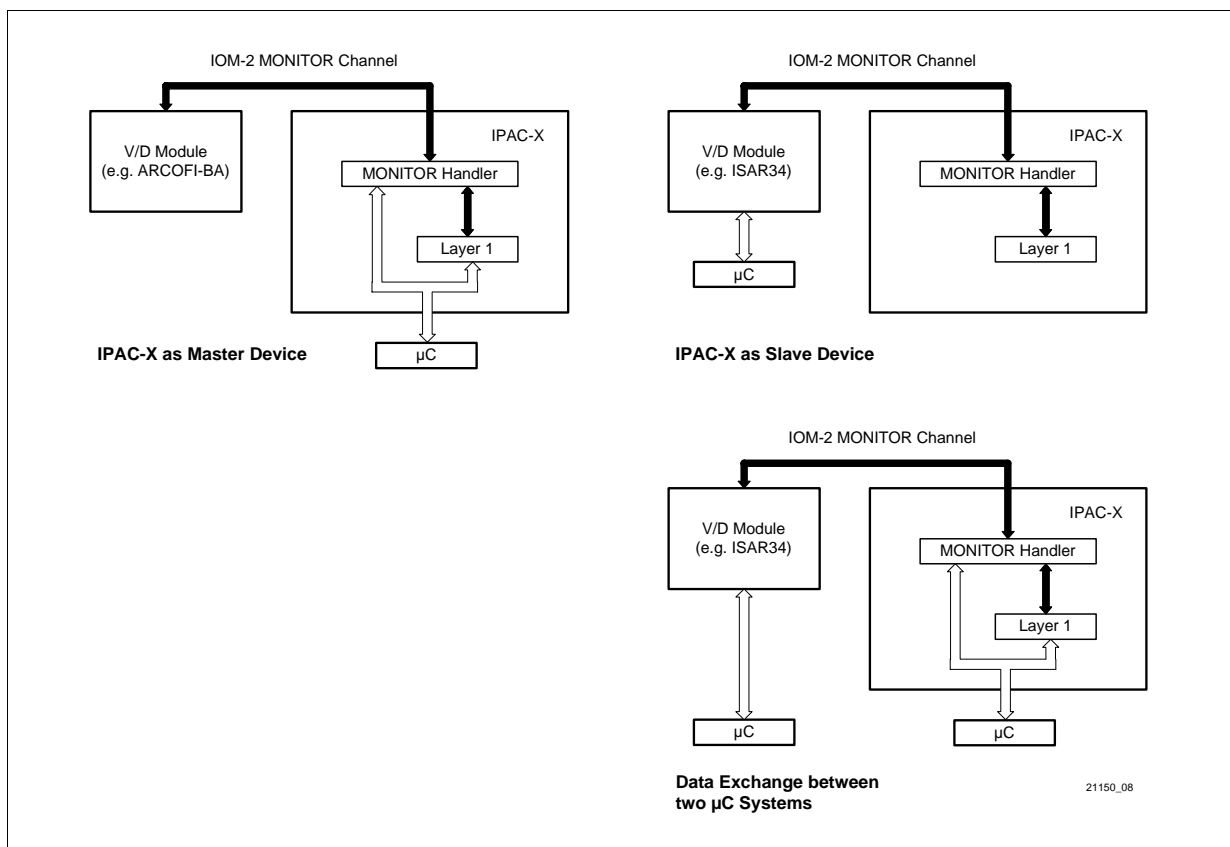 IOM-2 MONITOR Channel
V/D Module
(e.g. ARCOFI-BA)
IPAC-X
MONITOR Handler
Layer 1
µC
IPAC-X as Master Device
IOM-2 MONITOR Channel
V/D Module
(e.g. ISAR34)
µC
IPAC-X
MONITOR Handler
Layer 1
IPAC-X as Slave Device
IOM-2 MONITOR Channel
V/D Module
(e.g. ISAR34)
µC
IPAC-X
MONITOR Handler
Layer 1
µC
Data Exchange between
two µC Systems
21150_08